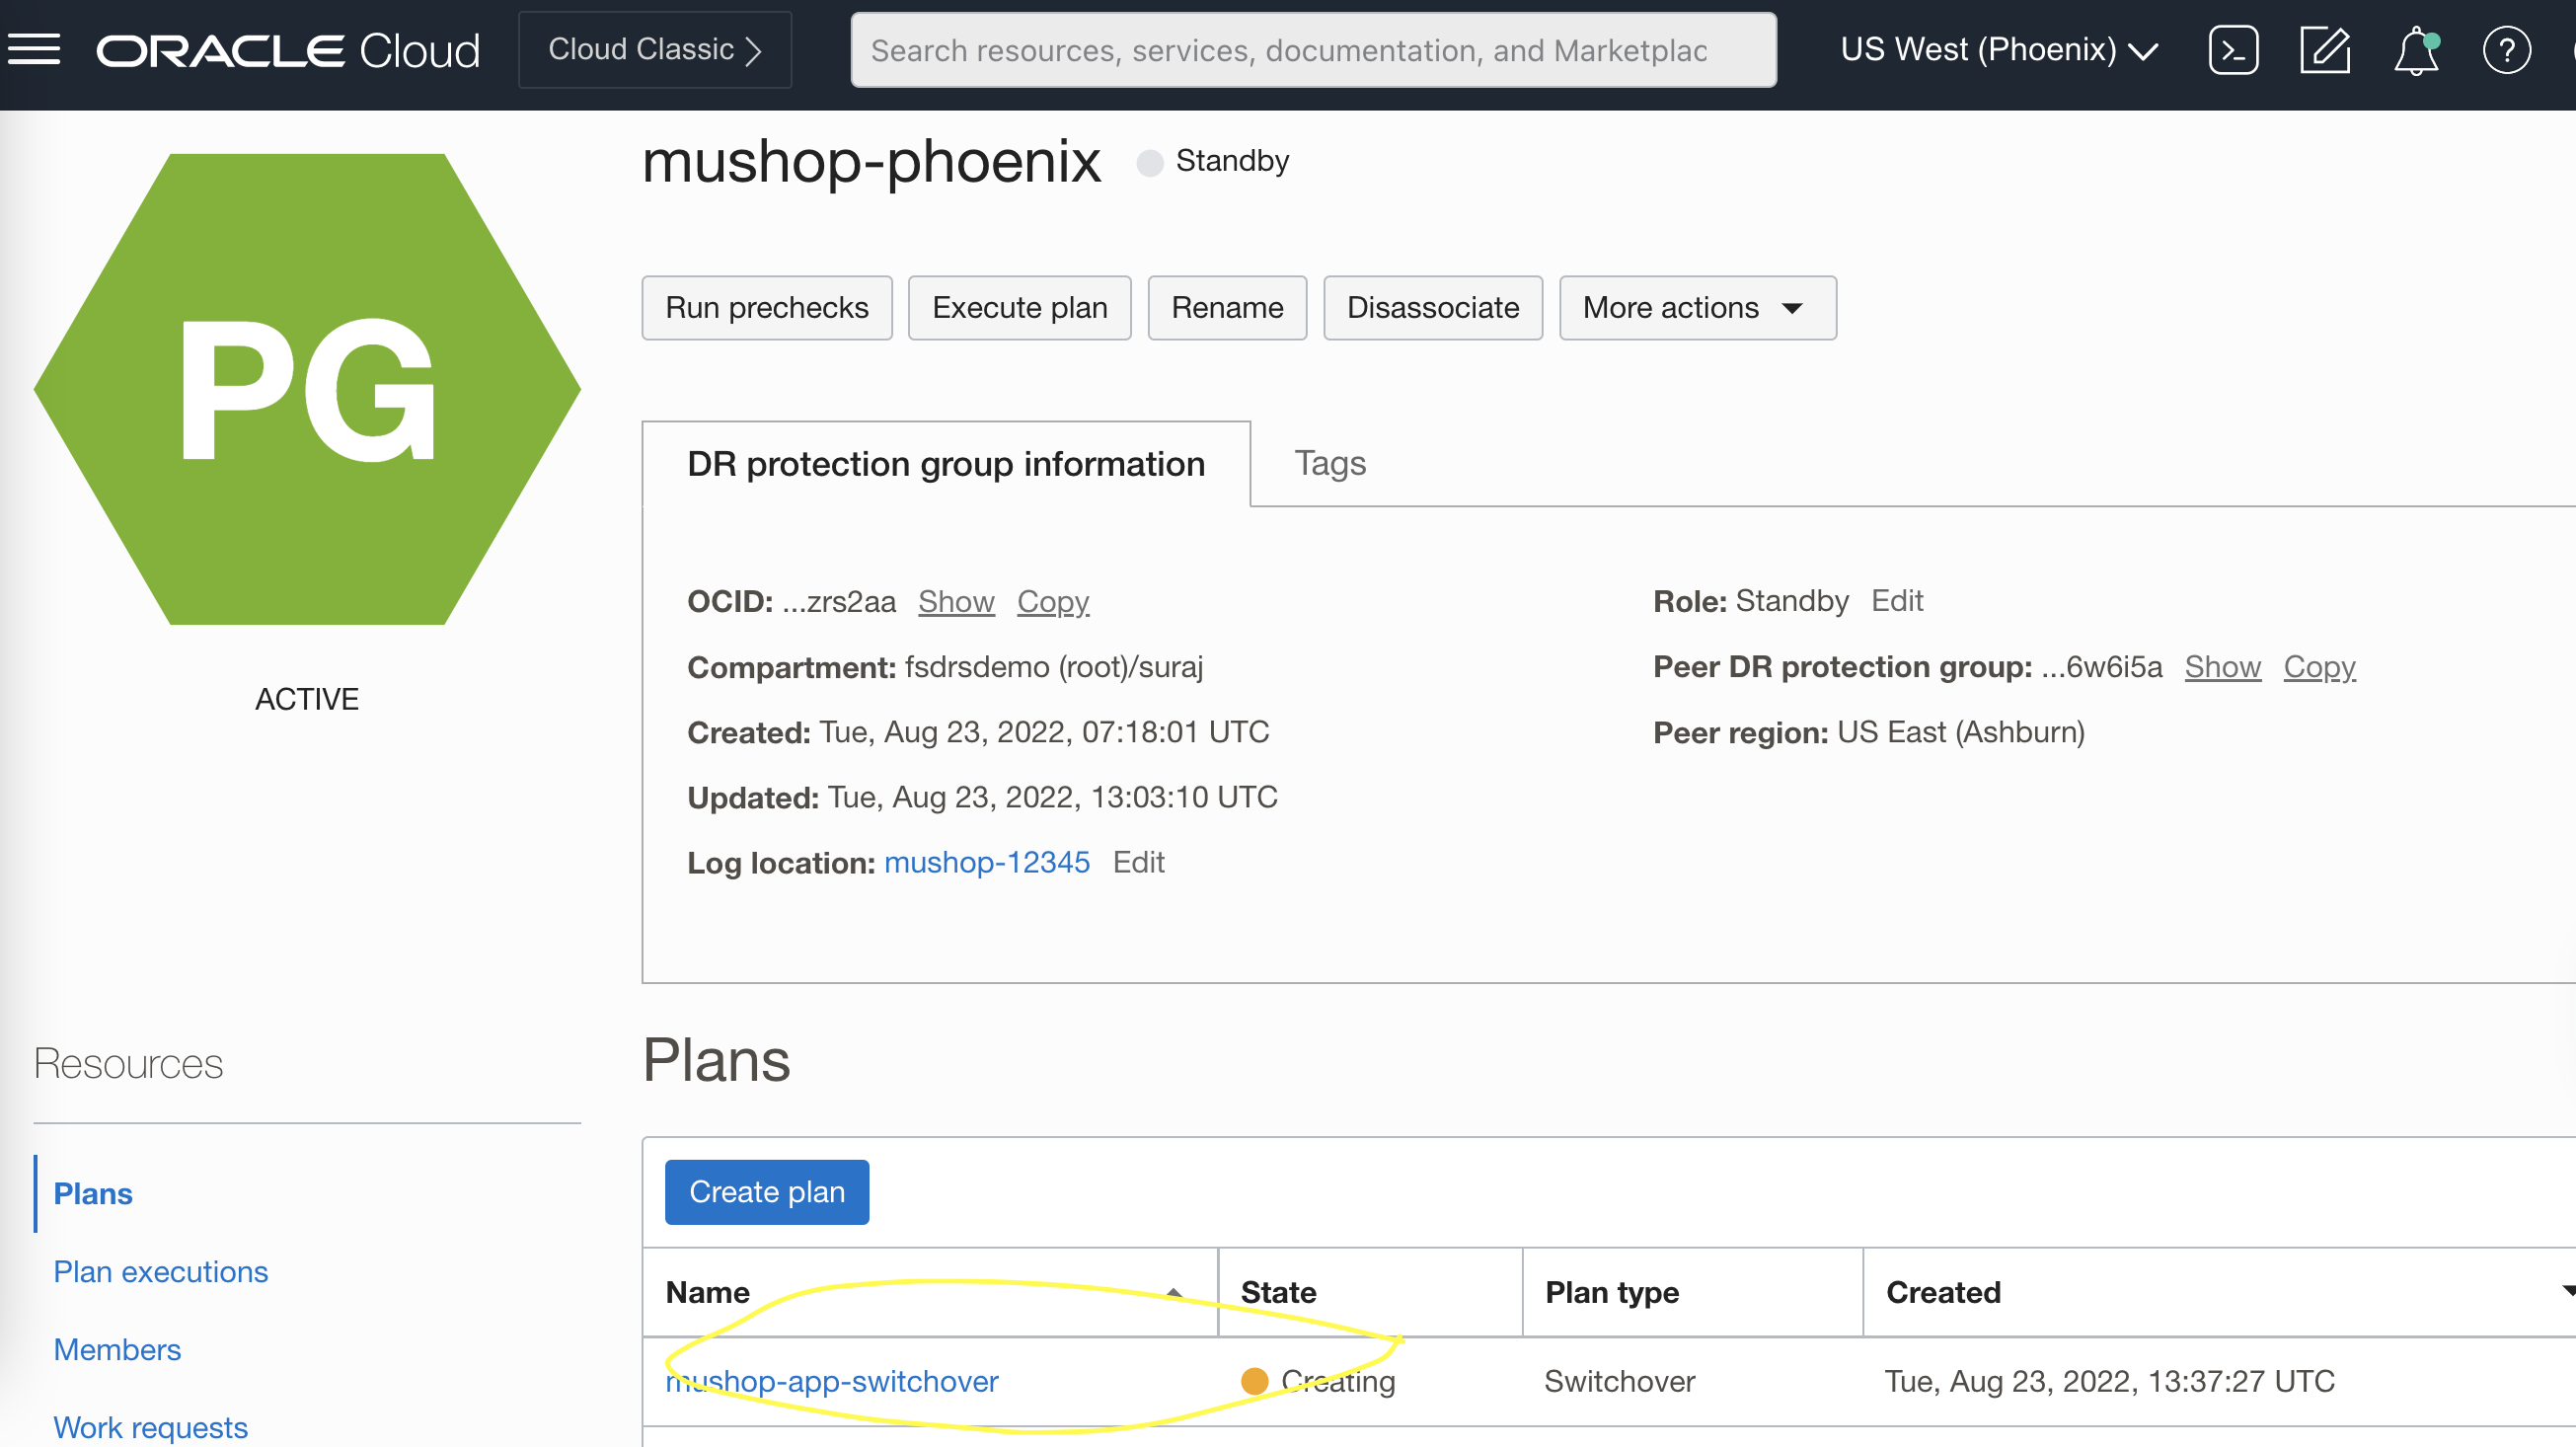 ORACLE Cloud
Cloud Classic
Search resources, services, documentation, and Marketplac
US West (Phoenix)
PG
ACTIVE
mushop-phoenix
Standby
Run prechecks
Execute plan
Rename
Disassociate
More actions
DR protection group information
Tags
OCID: ...zrs2aa Show Copy
Compartment: fsdrsdemo (root)/suraj
Created: Tue, Aug 23, 2022, 07:18:01 UTC
Updated: Tue, Aug 23, 2022, 13:03:10 UTC
Log location: mushop-12345 Edit
Role: Standby Edit
Peer DR protection group: ...6w6i5a Show Copy
Peer region: US East (Ashburn)
Resources
Plans
Plan executions
Members
Work requests
Plans
Create plan
Name State Plan type Created
mushop-app-switchover Creating Switchover Tue, Aug 23, 2022, 13:37:27 UTC